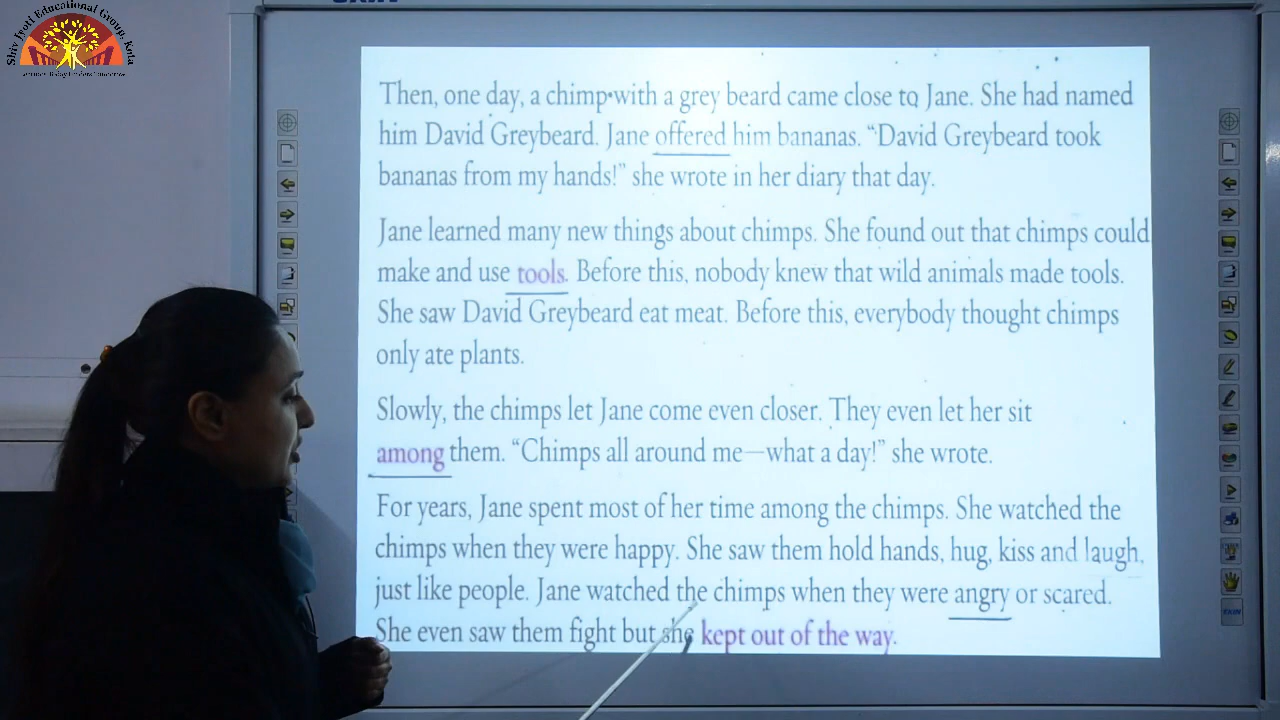 Shiv Jyoti Educational Group, Kota
Then, one day, a chimp with a grey beard came close to Jane. She had named
him David Greybeard. Jane offered him bananas. “David Greybeard took
bananas from my hands!” she wrote in her diary that day.
Jane learned many new things about chimps. She found out that chimps could
make and use tools. Before this, nobody knew that wild animals made tools.
She saw David Greybeard eat meat. Before this, everybody thought chimps
only ate plants.
Slowly, the chimps let Jane come even closer. They even let her sit
among them. “Chimps all around me—what a day!” she wrote.
For years, Jane spent most of her time among the chimps. She watched the
chimps when they were happy. She saw them hold hands, hug, kiss and laugh,
just like people. Jane watched the chimps when they were angry or scared.
She even saw them fight but she kept out of the way.